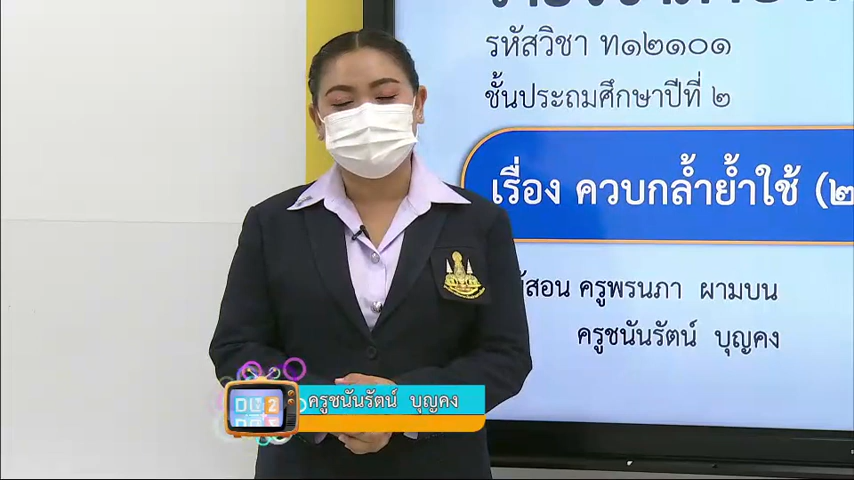 รหัสวิชา ท๑๒๑๐๑
ชั้นประถมศึกษาปีที่ ๒
เรื่อง ควบกล้ำย้ำใช้ (๒
ครูพรนภา ผามบน
ครูชนันรัตน์ บุญคง
ครูชนันรัตน์ บุญคง